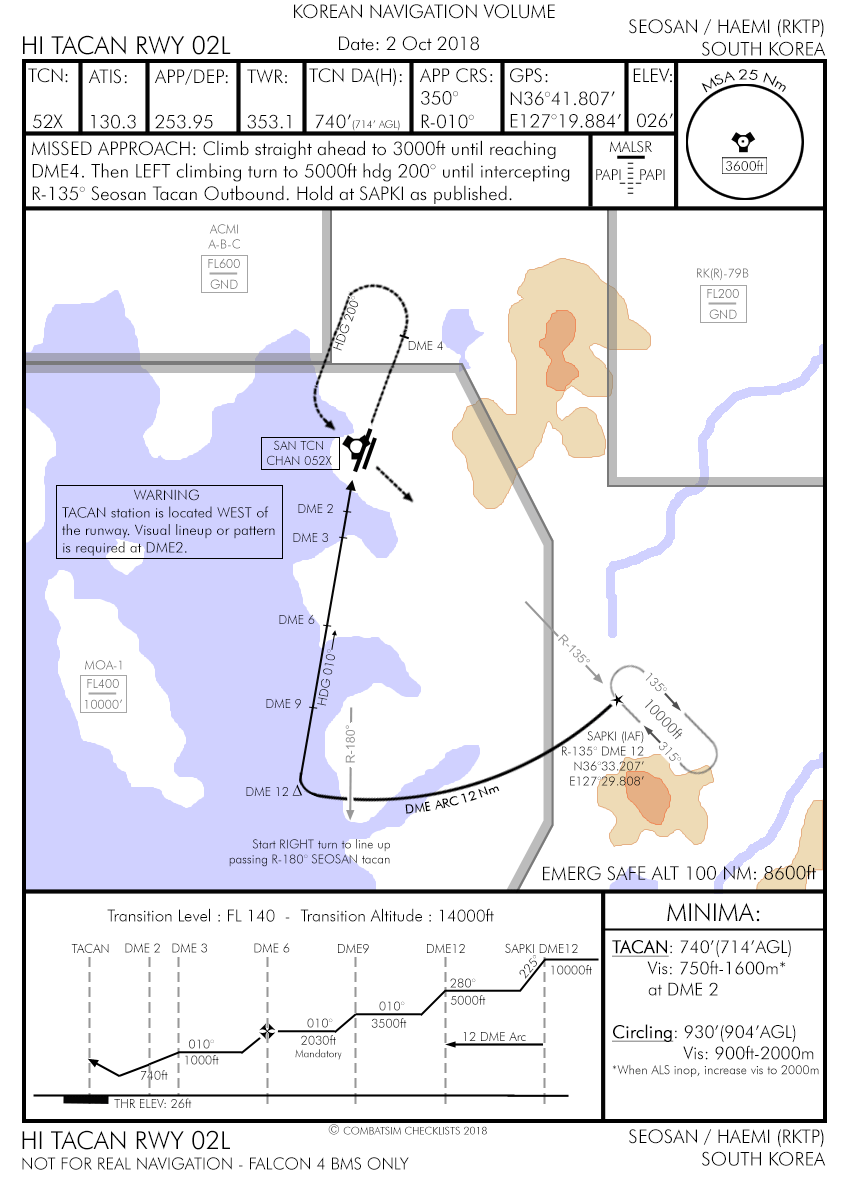 KOREAN NAVIGATION VOLUME
HI TACAN RWY 02L
Date: 2 Oct 2018
SEOSAN / HAEMI (RKTP)
SOUTH KOREA
TCN:
52X
ATIS:
130.3
APP/DEP:
253.95
TWR:
353.1
TCN DA(H):
740'(714' AGL)
APP CRS:
350°
R-010°
GPS:
N36°41.807'
E127°19.884'
ELEV:
026'
MSA 25 Nm
3600ft
MISSED APPROACH: Climb straight ahead to 3000ft until reaching
DME4. Then LEFT climbing turn to 5000ft hdg 200° until intercepting
R-135° Seosan Tacan Outbound. Hold at SAPKI as published.
MALSR
PAPI PAPI
ACMI
A-B-C
FL600
GND
RK(R)-79B
FL200
GND
HDG 200°
DME 4
SAN TCN
CHAN 052X
WARNING
TACAN station is located WEST of
the runway. Visual lineup or pattern
is required at DME2.
DME 2
DME 3
DME 6
HDG 010°
DME 9
DME 12
MOA-1
FL400
10000'
R-180°
R-135°
135°
10000ft
315°
SAPKI (IAF)
R-135° DME 12
N36°33.207'
E127°29.808'
DME ARC 12 Nm
Start RIGHT turn to line up
passing R-180° SEOSAN tacan
EMERG SAFE ALT 100 NM: 8600ft
Transition Level : FL 140 - Transition Altitude : 14000ft
TACAN DME 2 DME 3 DME 6 DME9 DME12 SAPKI DME12
225°
10000ft
280°
5000ft
010°
3500ft
010°
2030ft
Mandatory
010°
1000ft
740ft
12 DME Arc
THR ELEV: 26ft
MINIMA:
TACAN: 740'(714'AGL)
Vis: 750ft-1600m*
at DME 2
Circling: 930'(904'AGL)
Vis: 900ft-2000m
*When ALS inop, increase vis to 2000m
© COMBATSIM CHECKLISTS 2018
HI TACAN RWY 02L
NOT FOR REAL NAVIGATION - FALCON 4 BMS ONLY
SEOSAN / HAEMI (RKTP)
SOUTH KOREA